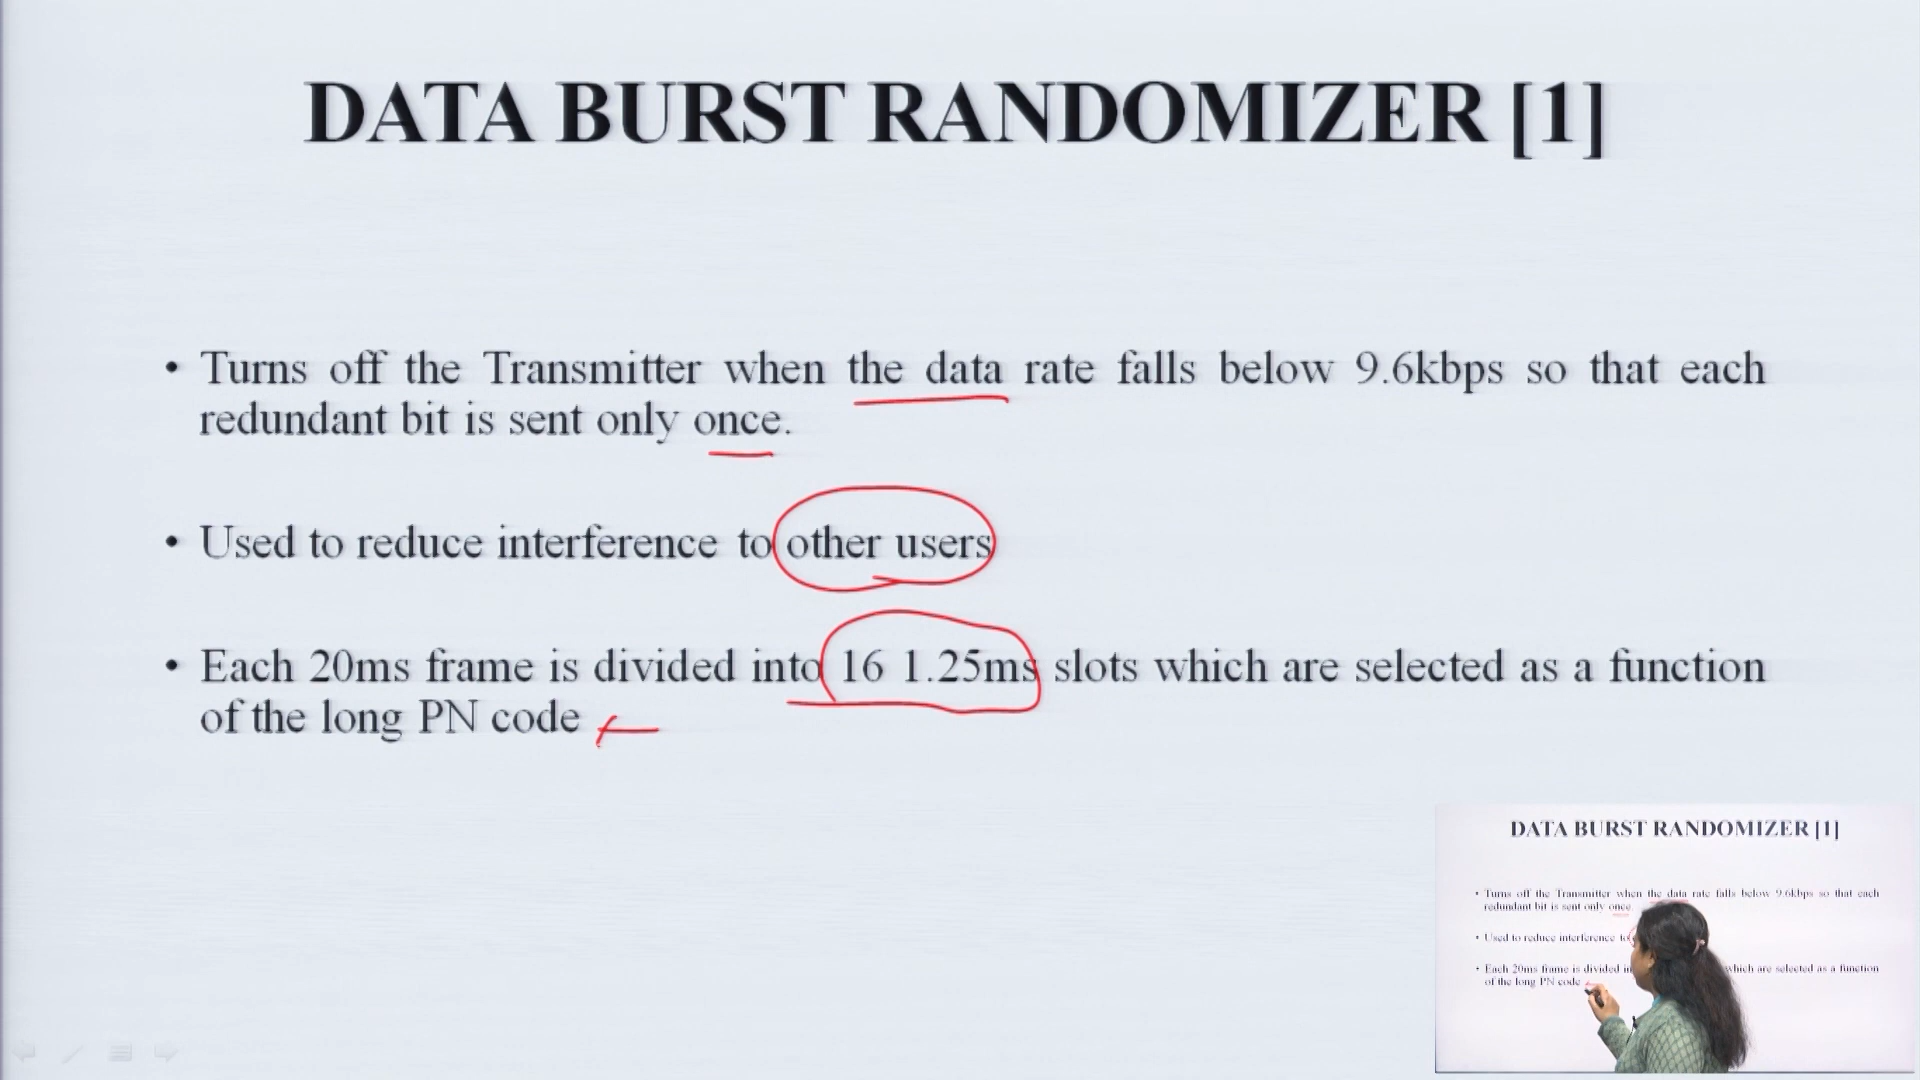 DATA BURST RANDOMIZER [1]
• Turns off the Transmitter when the data rate falls below 9.6kbps so that each
redundant bit is sent only once.
• Used to reduce interference to other users
• Each 20ms frame is divided into 16 1.25ms slots which are selected as a function
of the long PN code
DATA BURST RANDOMIZER [1]
• Turns off the Transmitter when the data rate falls below 9.6kbps so that each
redundant bit is sent only once.
• Used to reduce interference to
• Each 20ms frame is divided which are selected as a function
of the long PN code